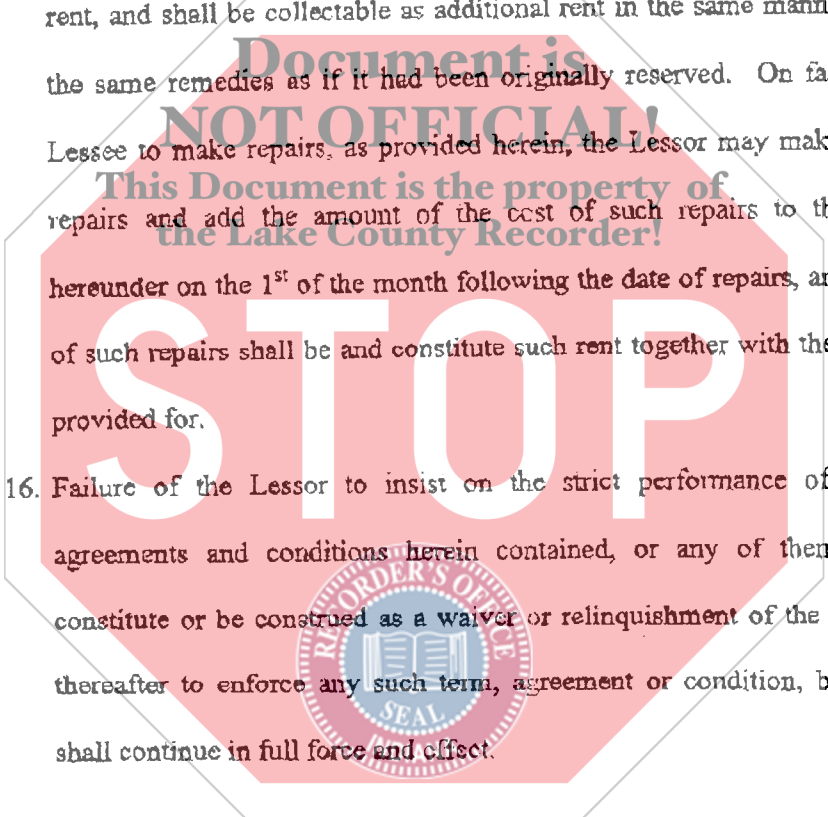 rent, and shall be collectable as additional rent in the same mann
Document is
the same remedies as if it had been originally reserved. On fa
NOT OFFICIAL!
Lessee to make repairs, as provided herein, the Lessor may mak
This Document is the property of
repairs and add the amount of the cost of such repairs to th
the Lake County Recorder!
hereunder on the 1st of the month following the date of repairs, an
STOP
of such repairs shall be and constitute such rent together with the
provided for.
16. Failure of the Lessor to insist on the strict performance of
agreements and conditions herein contained, or any of them
RECORDER'S OFFICE
constitute or be construed as a waiver or relinquishment of the
thereafter to enforce any such term, agreement or condition, b
SEAL
shall continue in full force and effect.